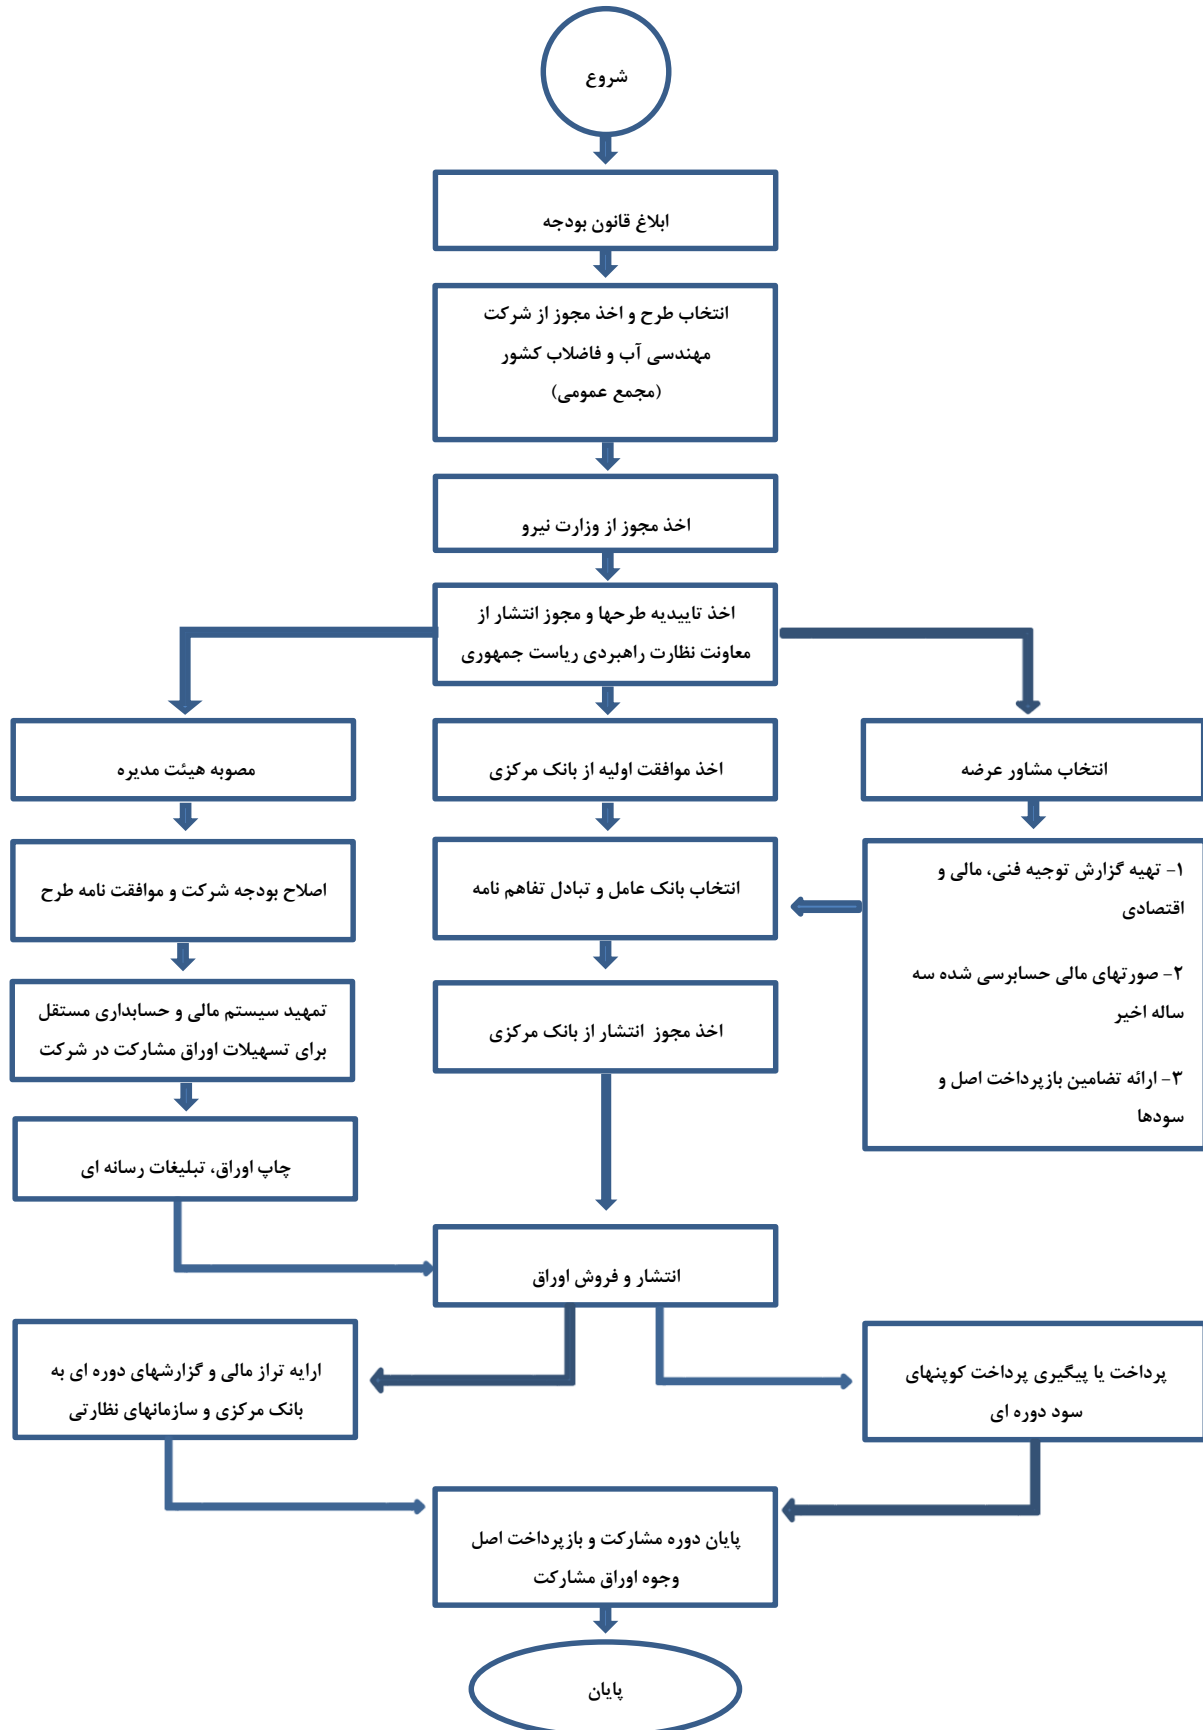 شروع
ابلاغ قانون بودجه
انتخاب طرح و اخذ مجوز از شرکت
مهندسی آب و فاضلاب کشور
(مجمع عمومی)
اخذ مجوز از وزارت نیرو
اخذ تاییدیه طرحها و مجوز انتشار از
معاونت نظارت راهبردی ریاست جمهوری
انتخاب مشاور عرضه
اخذ موافقت اولیه از بانک مرکزی
مصوبه هیئت مدیره
۱- تهیه گزارش توجیه فنی، مالی و
اقتصادی
۲- صورتهای مالی حسابرسی شده سه
ساله اخیر
۳- ارائه تضامین بازپرداخت اصل و
سودها
انتخاب بانک عامل و تبادل تفاهم نامه
اصلاح بودجه شرکت و موافقت نامه طرح
اخذ مجوز انتشار از بانک مرکزی
تمهید سیستم مالی و حسابداری مستقل
برای تسهیلات اوراق مشارکت در شرکت
چاپ اوراق، تبلیغات رسانه ای
انتشار و فروش اوراق
پرداخت یا پیگیری پرداخت کوپنهای
سود دوره ای
ارایه تراز مالی و گزارشهای دوره ای به
بانک مرکزی و سازمانهای نظارتی
پایان دوره مشارکت و بازپرداخت اصل
وجوه اوراق مشارکت
پایان